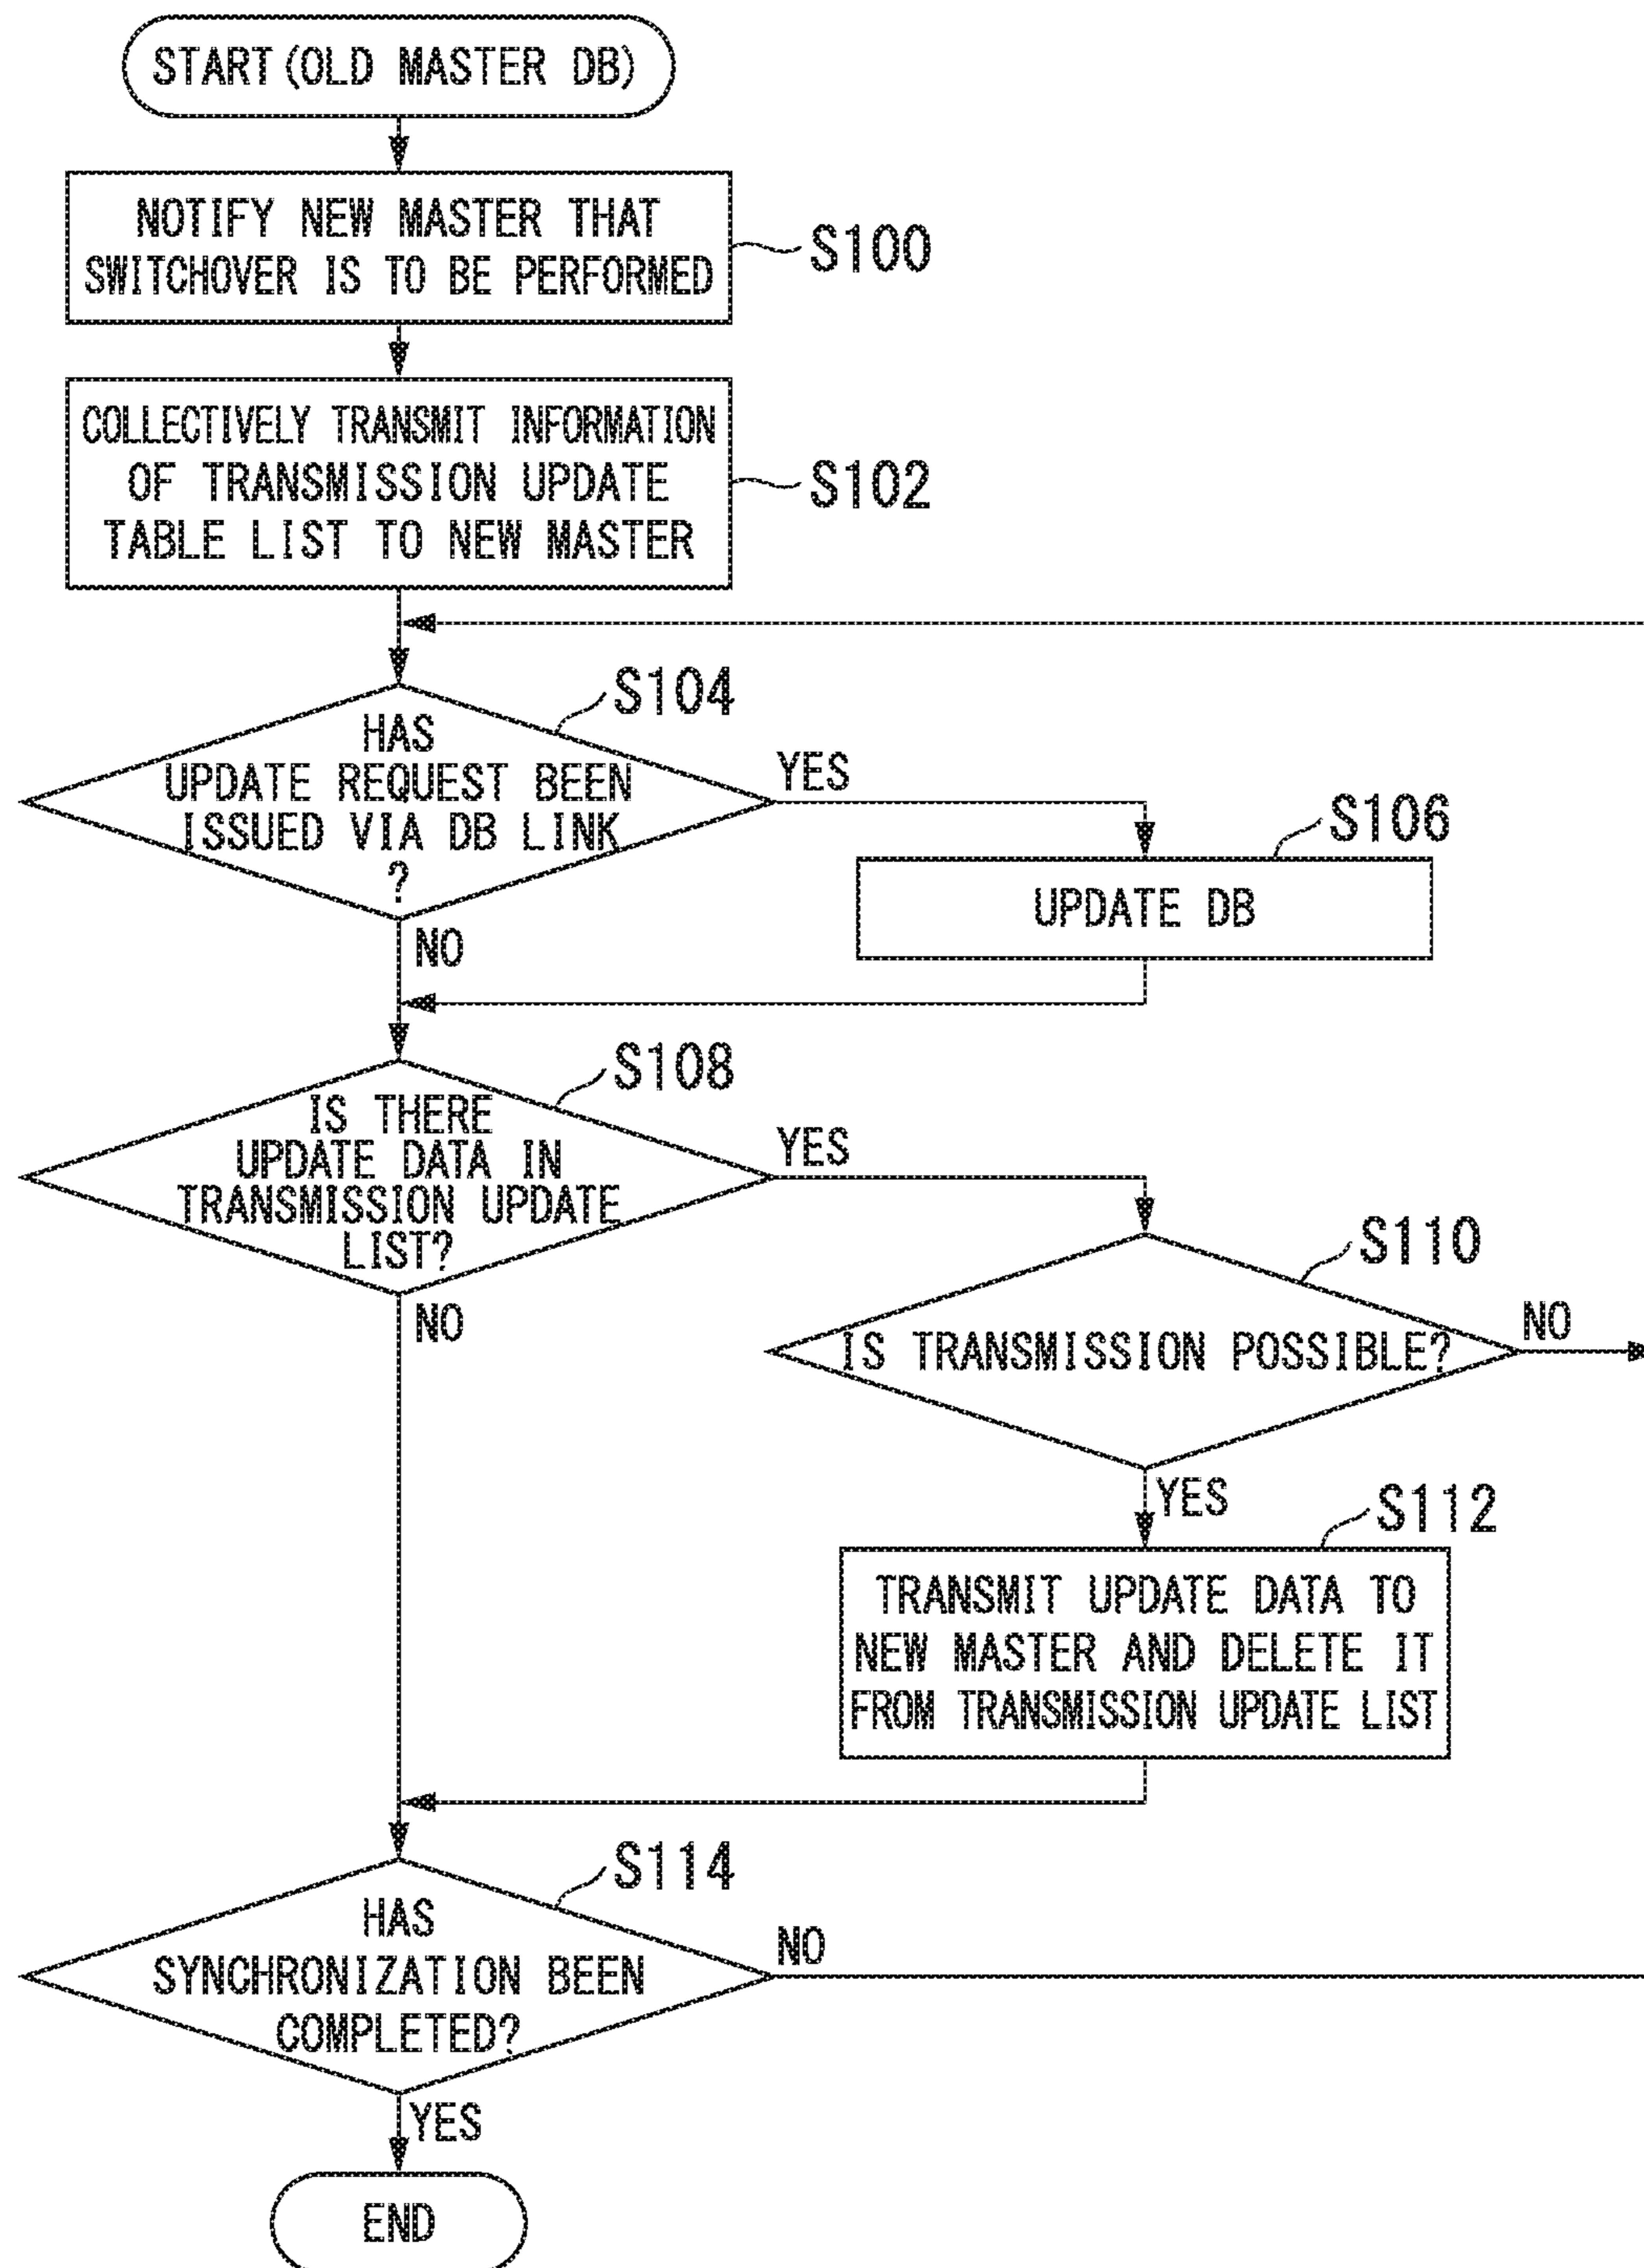 START(OLD MASTER DB)
NOTIFY NEW MASTER THAT
SWITCHOVER IS TO BE PERFORMED
S100
COLLECTIVELY TRANSMIT INFORMATION
OF TRANSMISSION UPDATE
TABLE LIST TO NEW MASTER
S102
S104
HAS
UPDATE REQUEST BEEN
ISSUED VIA DB LINK
?
YES
NO
S106
UPDATE DB
S108
IS THERE
UPDATE DATA IN
TRANSMISSION UPDATE
LIST?
YES
NO
S110
IS TRANSMISSION POSSIBLE?
NO
YES
S112
TRANSMIT UPDATE DATA TO
NEW MASTER AND DELETE IT
FROM TRANSMISSION UPDATE LIST
S114
HAS
SYNCHRONIZATION BEEN
COMPLETED?
NO
YES
END